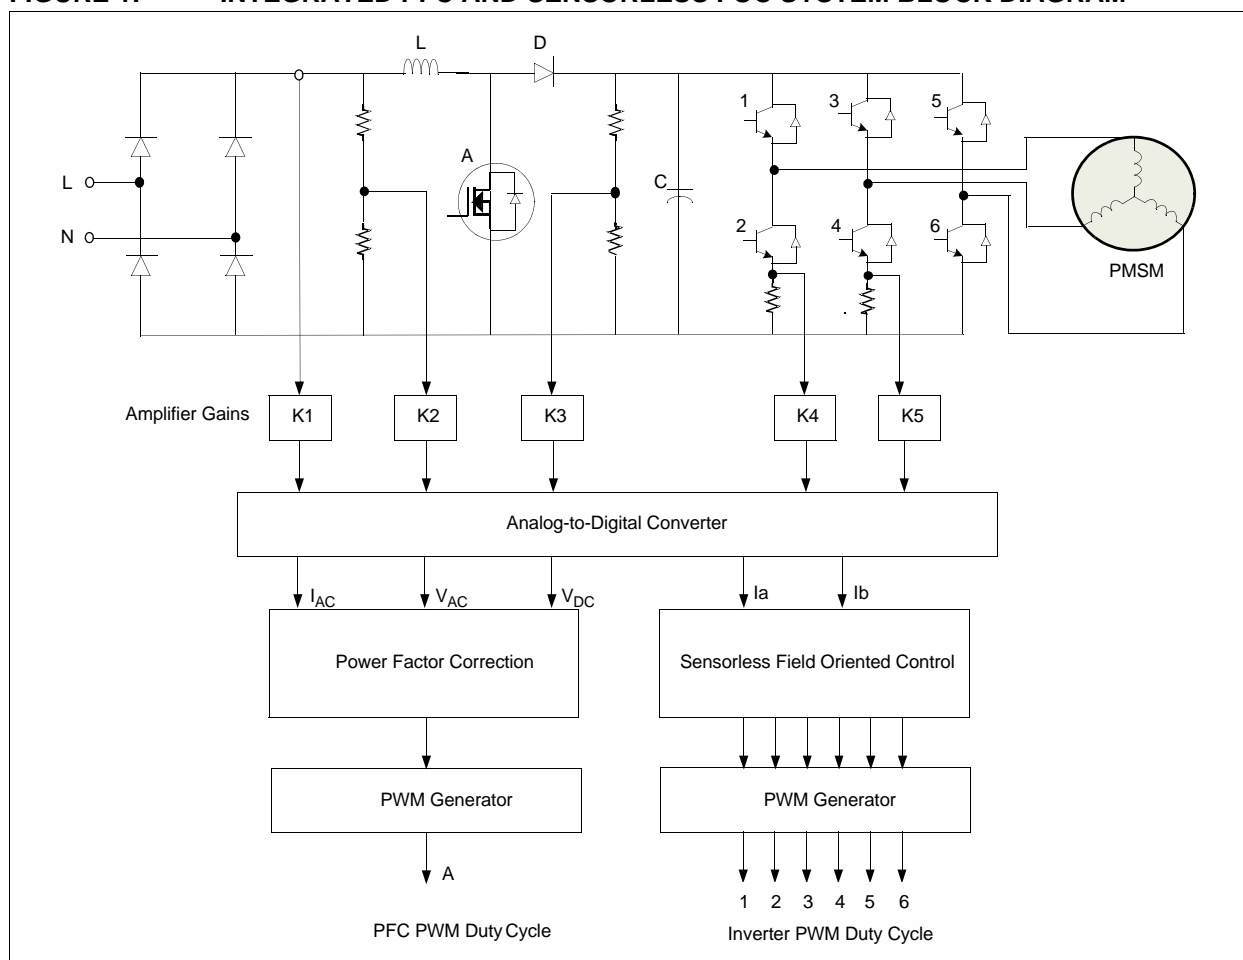 L D
1 3 5
A
L
C
N
2 4 6
PMSM
Amplifier Gains K1 K2 K3 K4 K5
Analog-to-Digital Converter
IAC VAC VDC Ia Ib
Power Factor Correction Sensorless Field Oriented Control
PWM Generator PWM Generator
A
1 2 3 4 5 6
PFC PWM Duty Cycle Inverter PWM Duty Cycle